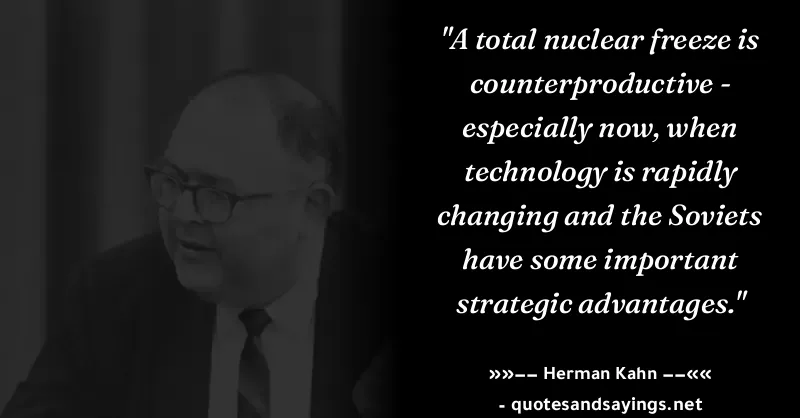 "A total nuclear freeze is
counterproductive -
especially now, when
technology is rapidly
changing and the Soviets
have some important
strategic advantages."
»»−− Herman Kahn −−««
- quotesandsayings.net